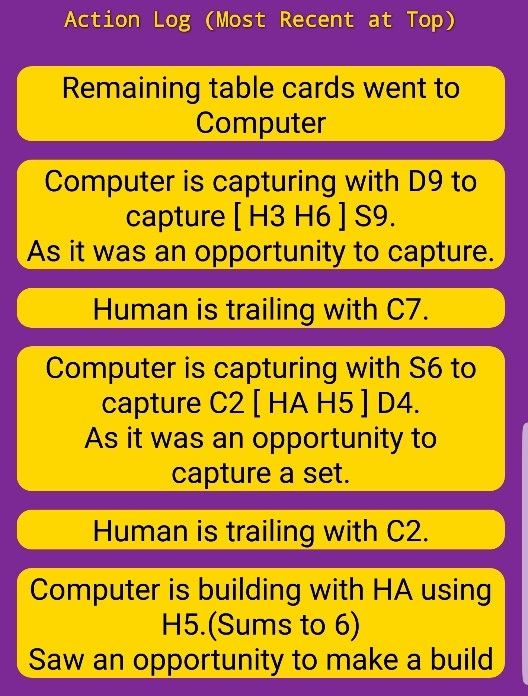 Action Log (Most Recent at Top)
Remaining table cards went to
Computer
Computer is capturing with D9 to
capture [ H3 H6 ] S9.
As it was an opportunity to capture.
Human is trailing with C7.
Computer is capturing with S6 to
capture C2 [ HA H5 ] D4.
As it was an opportunity to
capture a set.
Human is trailing with C2.
Computer is building with HA using
H5.(Sums to 6)
Saw an opportunity to make a build